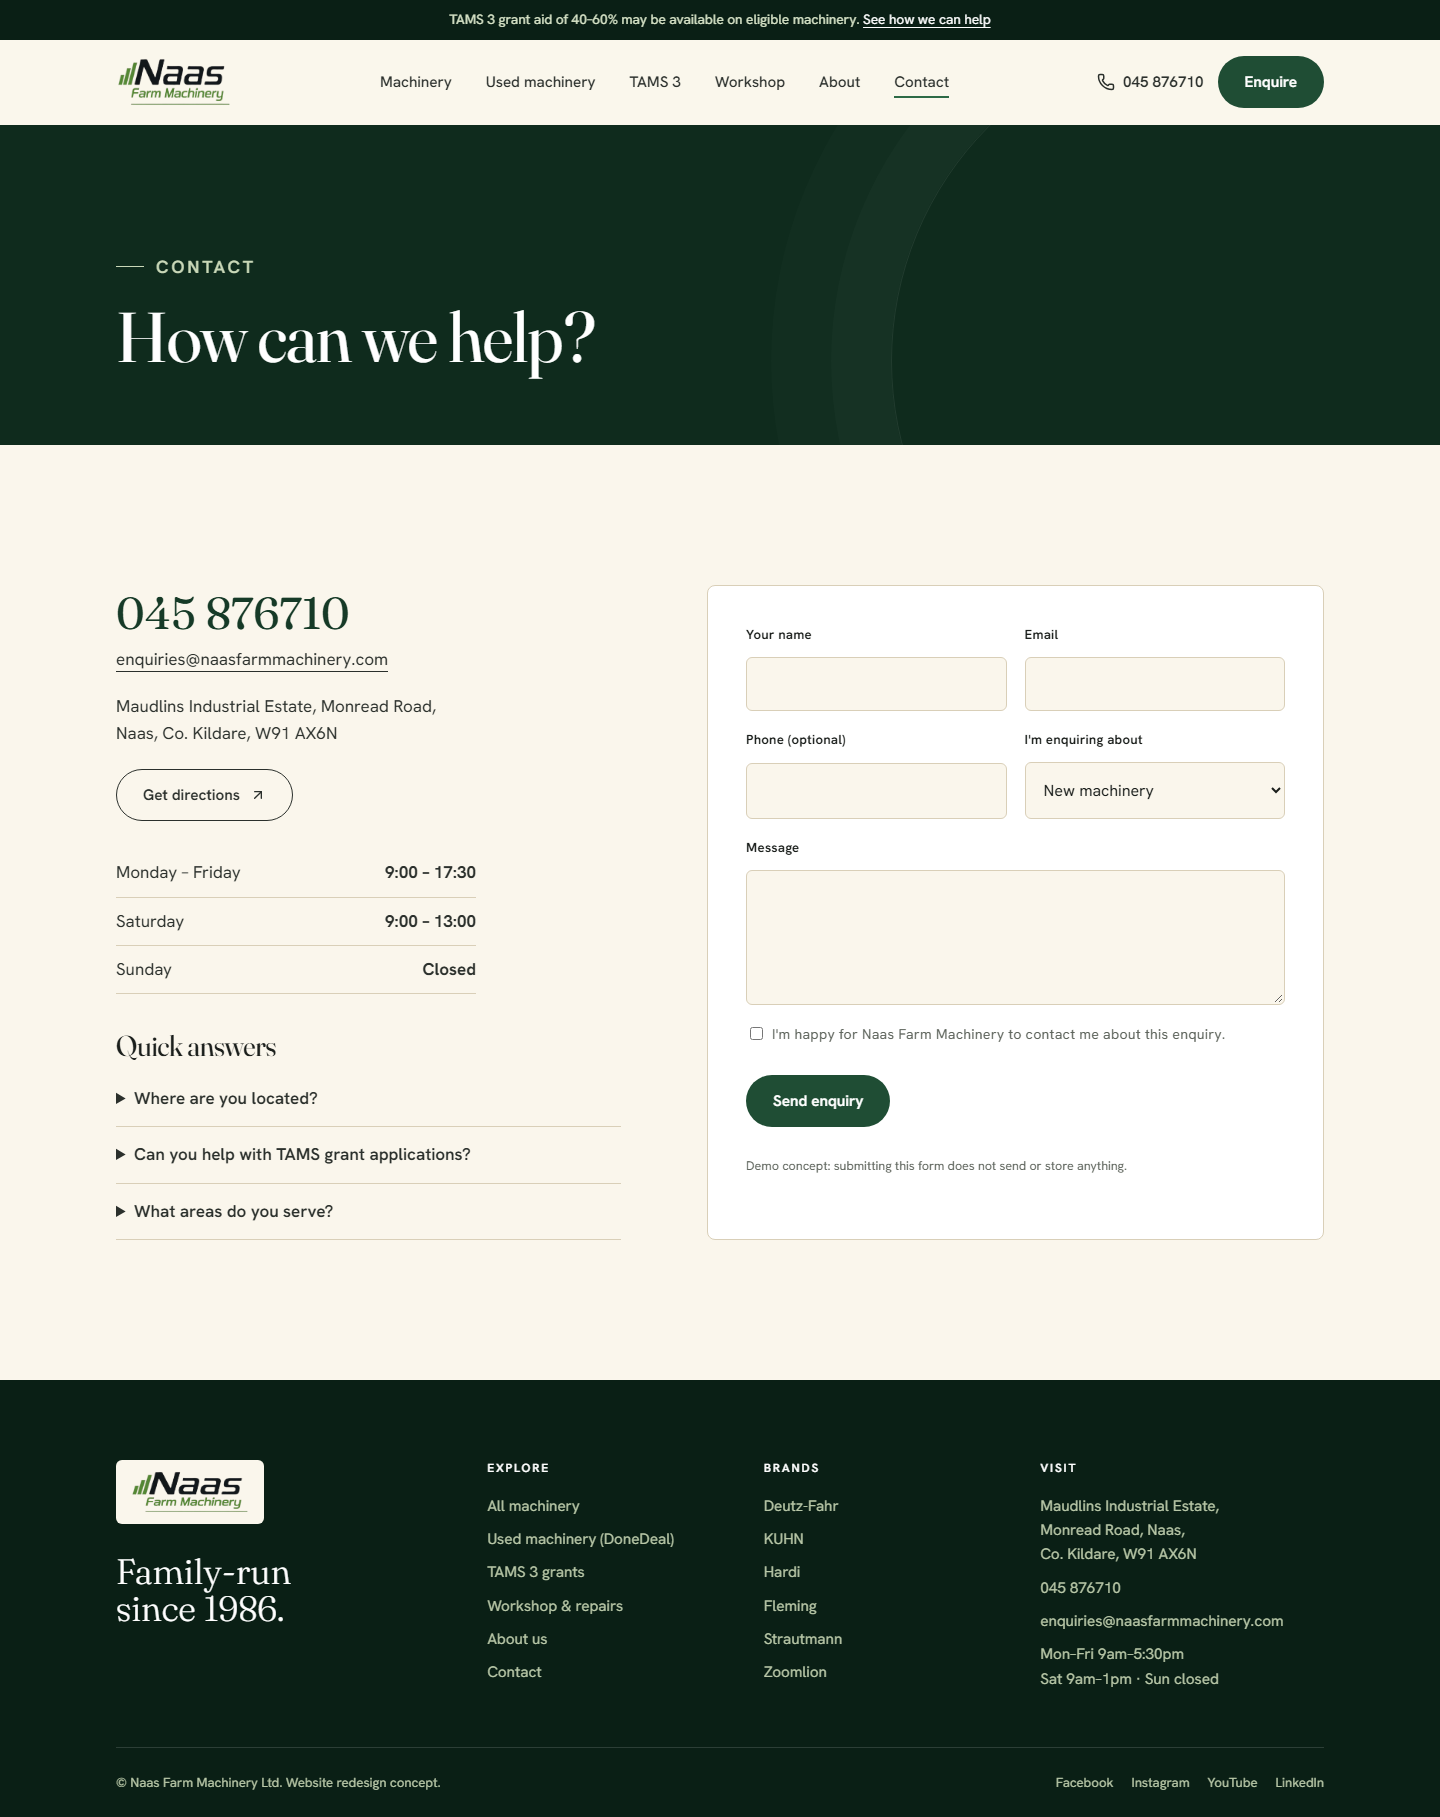 TAMS 3 grant aid of 40–60% may be available on eligible machinery. See how we can help
Naas
Farm Machinery
Machinery
Used machinery
TAMS 3
Workshop
About
Contact
045 876710
Enquire
CONTACT
How can we help?
045 876710
enquiries@naasfarmmachinery.com
Maudlins Industrial Estate, Monread Road,
Naas, Co. Kildare, W91 AX6N
Get directions
Monday – Friday 9:00 – 17:30
Saturday 9:00 – 13:00
Sunday Closed
Quick answers
Where are you located?
Can you help with TAMS grant applications?
What areas do you serve?
Your name
Email
Phone (optional)
I'm enquiring about
New machinery
Message
I'm happy for Naas Farm Machinery to contact me about this enquiry.
Send enquiry
Demo concept: submitting this form does not send or store anything.
Naas
Farm Machinery
Family-run
since 1986.
EXPLORE
All machinery
Used machinery (DoneDeal)
TAMS 3 grants
Workshop & repairs
About us
Contact
BRANDS
Deutz-Fahr
KUHN
Hardi
Fleming
Strautmann
Zoomlion
VISIT
Maudlins Industrial Estate,
Monread Road, Naas,
Co. Kildare, W91 AX6N
045 876710
enquiries@naasfarmmachinery.com
Mon–Fri 9am–5:30pm
Sat 9am–1pm · Sun closed
© Naas Farm Machinery Ltd. Website redesign concept.
Facebook
Instagram
YouTube
LinkedIn